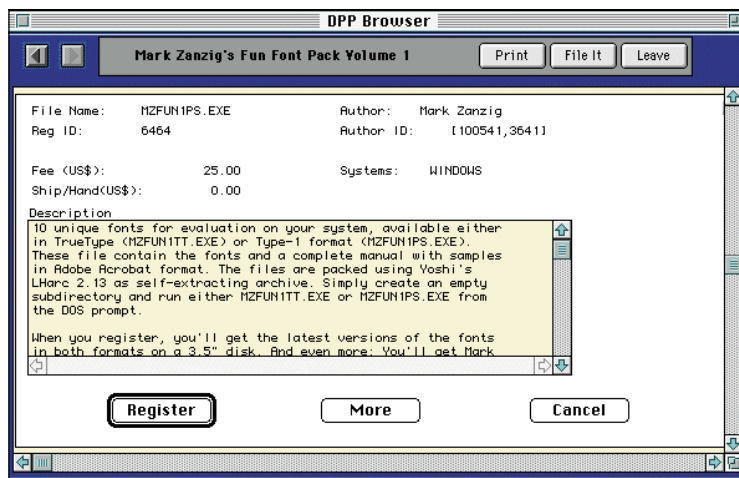 DPP Browser
Mark Zanzig's Fun Font Pack Volume 1
Print
File It
Leave
File Name: MZFUN1PS.EXE
Author: Mark Zanzig
Reg ID: 6464
Author ID: [100541,3641]
Fee (US$): 25.00
Systems: WINDOWS
Ship/Hand(US$): 0.00
Description
10 unique fonts for evaluation on your system, available either
in TrueType (MZFUN1TT.EXE) or Type-1 format (MZFUN1PS.EXE).
These file contain the fonts and a complete manual with samples
in Adobe Acrobat format. The files are packed using Yoshi's
LHarc 2.13 as self-extracting archive. Simply create an empty
subdirectory and run either MZFUN1TT.EXE or MZFUN1PS.EXE from
the DOS prompt.
When you register, you'll get the latest versions of the fonts
in both formats on a 3.5" disk. And even more: You'll get Mark
Register
More
Cancel